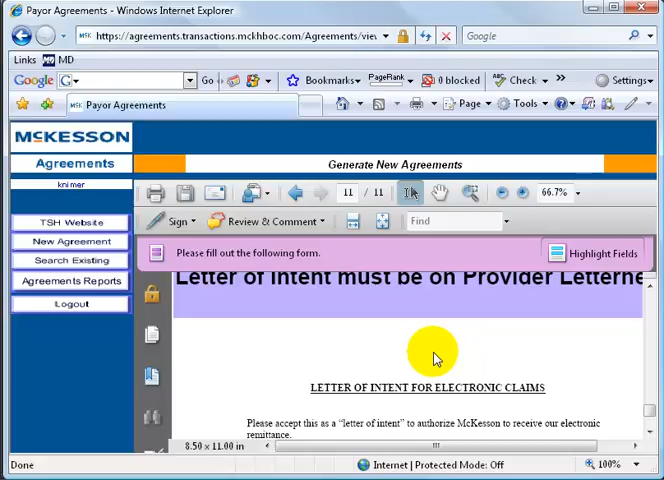 Payor Agreements - Windows Internet Explorer
https://agreements.transactions.mckhboc.com/Agreements/viev
Google
Links MD
Google G Go Bookmarks PageRank 0 blocked Check Settings
Payor Agreements Page Tools
McKESSON
Agreements
Generate New Agreements
knimer
11 / 11 66.7%
TSH Website
Sign Review & Comment Find
New Agreement
Please fill out the following form. Highlight Fields
Search Existing
Agreements Reports
Letter of Intent must be on Provider Letterhe
Logout
LETTER OF INTENT FOR ELECTRONIC CLAIMS
Please accept this as a “letter of intent” to authorize McKesson to receive our electronic
remittance.
8.50 x 11.00 in
Done Internet | Protected Mode: Off 100%